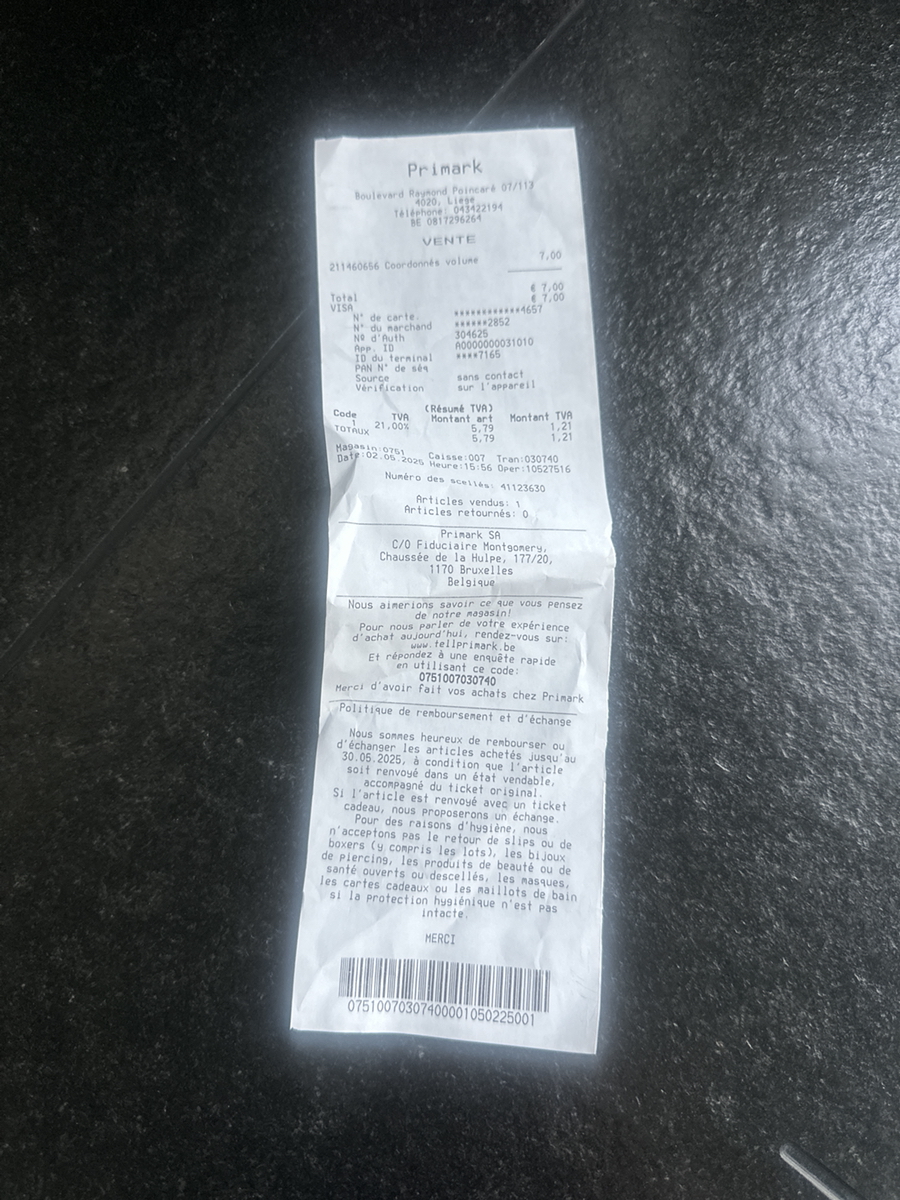 Primark
Boulevard Raymond Poincaré 07/113
4020, Liege
Téléphone: 043422194
BE 0817296264
VENTE
211460656 Coordonnés volume 7,00
€ 7,00
Total € 7,00
VISA
N° de carte. ************4657
N° du marchand ******2852
Nº d'Auth 304625
App. ID A0000000031010
ID du terminal ****7165
PAN N° de séq
Source sans contact
Vérification sur l'appareil
(Résumé TVA)
Code TVA Montant art Montant TVA
1 21,00% 5,79 1,21
TOTAUX 5,79 1,21
Magasin:0751 Caisse:007 Tran:030740
Date:02.05.2025 Heure:15:56 Oper:10527516
Numéro des scellés: 41123630
Articles vendus: 1
Articles retournés: 0
Primark SA
C/O Fiduciaire Montgomery,
Chaussée de la Hulpe, 177/20,
1170 Bruxelles
Belgique
Nous aimerions savoir ce que vous pensez
de notre magasin!
Pour nous parler de votre expérience
d'achat aujourd'hui, rendez-vous sur:
www.tellprimark.be
Et répondez à une enquête rapide
en utilisant ce code:
0751007030740
Merci d'avoir fait vos achats chez Primark
Politique de remboursement et d'échange
Nous sommes heureux de rembourser ou
d'échanger les articles achetés jusqu'au
30.05.2025, à condition que l'article
soit renvoyé dans un état vendable,
accompagné du ticket original.
Si l'article est renvoyé avec un ticket
cadeau, nous proposerons un échange.
Pour des raisons d'hygiène, nous
n'acceptons pas le retour de slips ou de
boxers (y compris les lots), les bijoux
de piercing, les produits de beauté ou de
santé ouverts ou descellés, les masques,
les cartes cadeaux ou les maillots de bain
si la protection hygiénique n'est pas
intacte.
MERCI
07510070307400001050225001